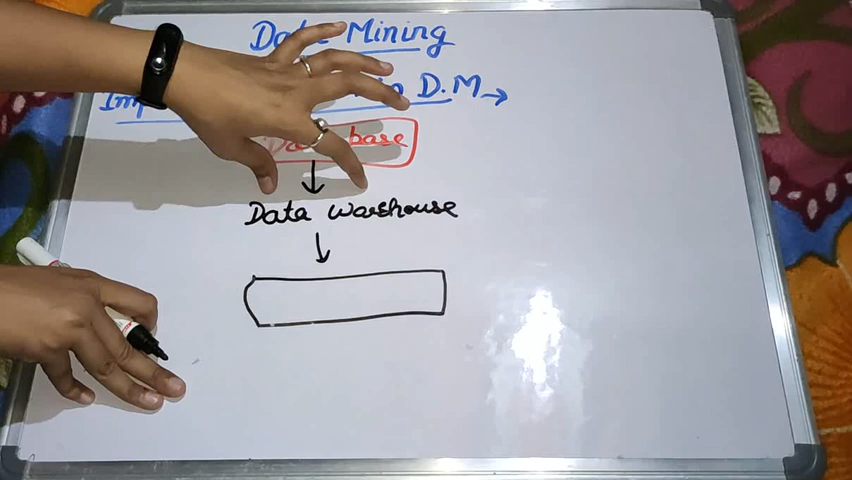 Data Mining
D.M →
base
Data warehouse